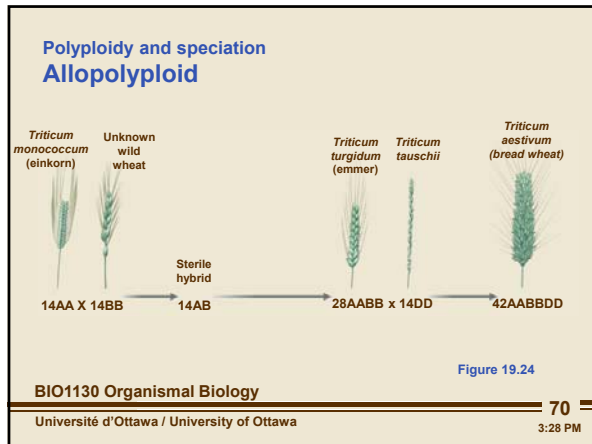 Polyploidy and speciation
Allopolyploid
Triticum
monococcum
(einkorn)
Unknown
wild
wheat
Triticum
turgidum
(emmer)
Triticum
tauschii
Triticum
aestivum
(bread wheat)
Sterile
hybrid
14AA X 14BB
14AB
28AABB x 14DD
42AABBDD
Figure 19.24
BIO1130 Organismal Biology
Université d'Ottawa / University of Ottawa
70
3:28 PM